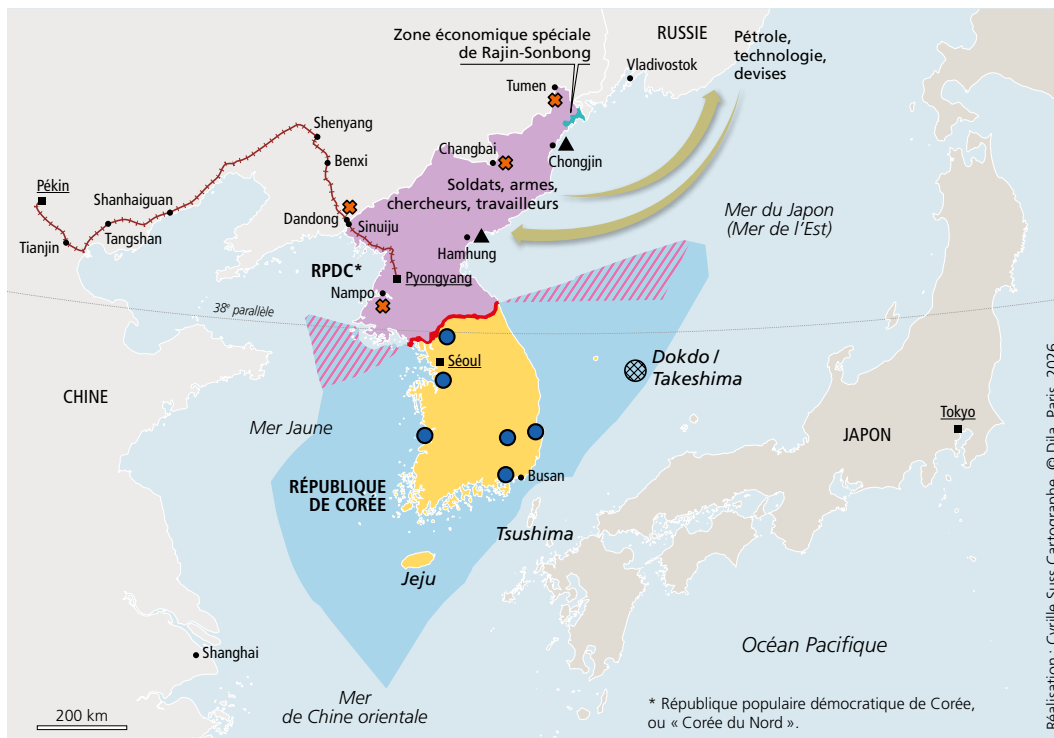 Zone économique spéciale
de Rajin-Sonbong
RUSSIE
Pétrole,
technologie,
devises
Vladivostok
Tumen
Shenyang
Benxi
Changbai
Chongjin
Soldats, armes,
chercheurs, travailleurs
Pékin
Shanhaiguan
Dandong
Sinuiju
Tangshan
Tianjin
Mer du Japon
(Mer de l'Est)
Hamhung
RPDC*
Pyongyang
Nampo
38e parallèle
Séoul
Dokdo /
Takeshima
CHINE
Mer Jaune
Tokyo
JAPON
RÉPUBLIQUE
DE CORÉE
Busan
Tsushima
Jeju
Océan Pacifique
Shanghai
Mer
de Chine orientale
200 km
* République populaire démocratique de Corée,
ou « Corée du Nord ».
Réalisation : Cyrille Suss Cartographe © Dila, Paris, 2026